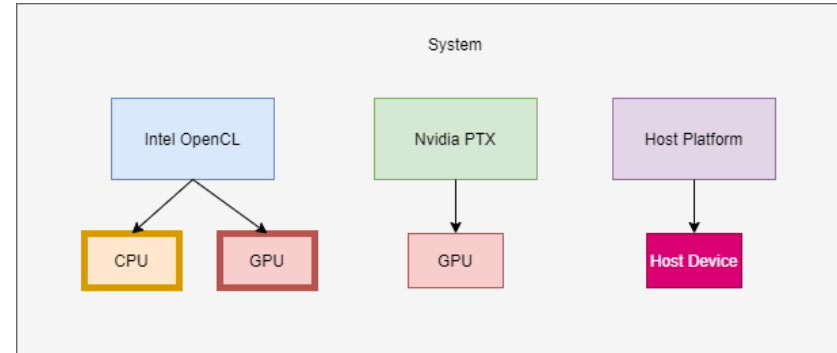 System
Intel OpenCL
Nvidia PTX
Host Platform
CPU
GPU
GPU
Host Device